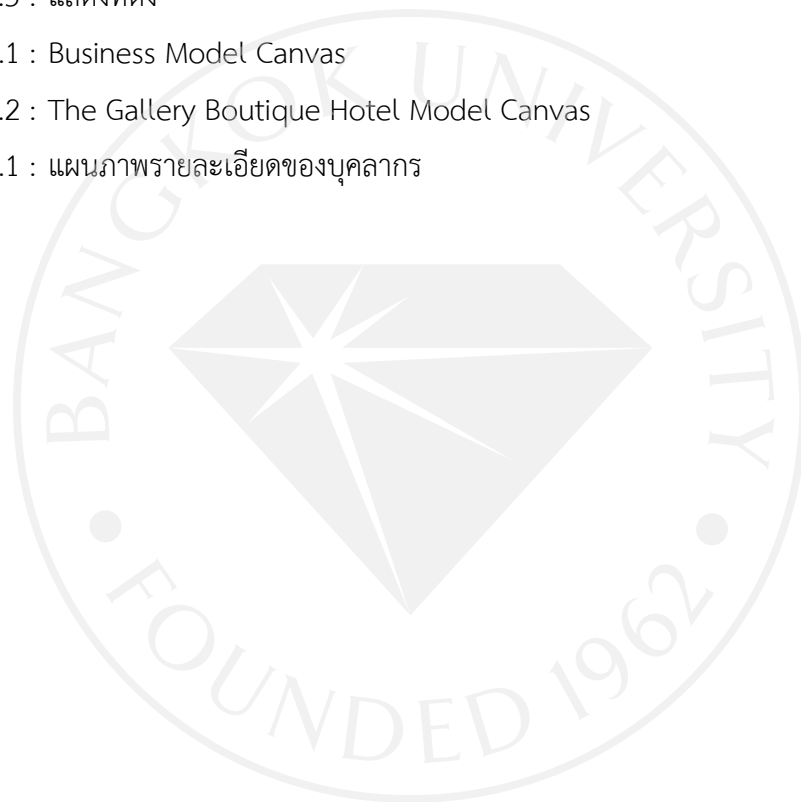 .1 : Business Model Canvas
.2 : The Gallery Boutique Hotel Model Canvas
.1 : แผนภาพรายละเอียดของบุคลากร
BANGKOK UNIVERSITY
FOUNDED 1962